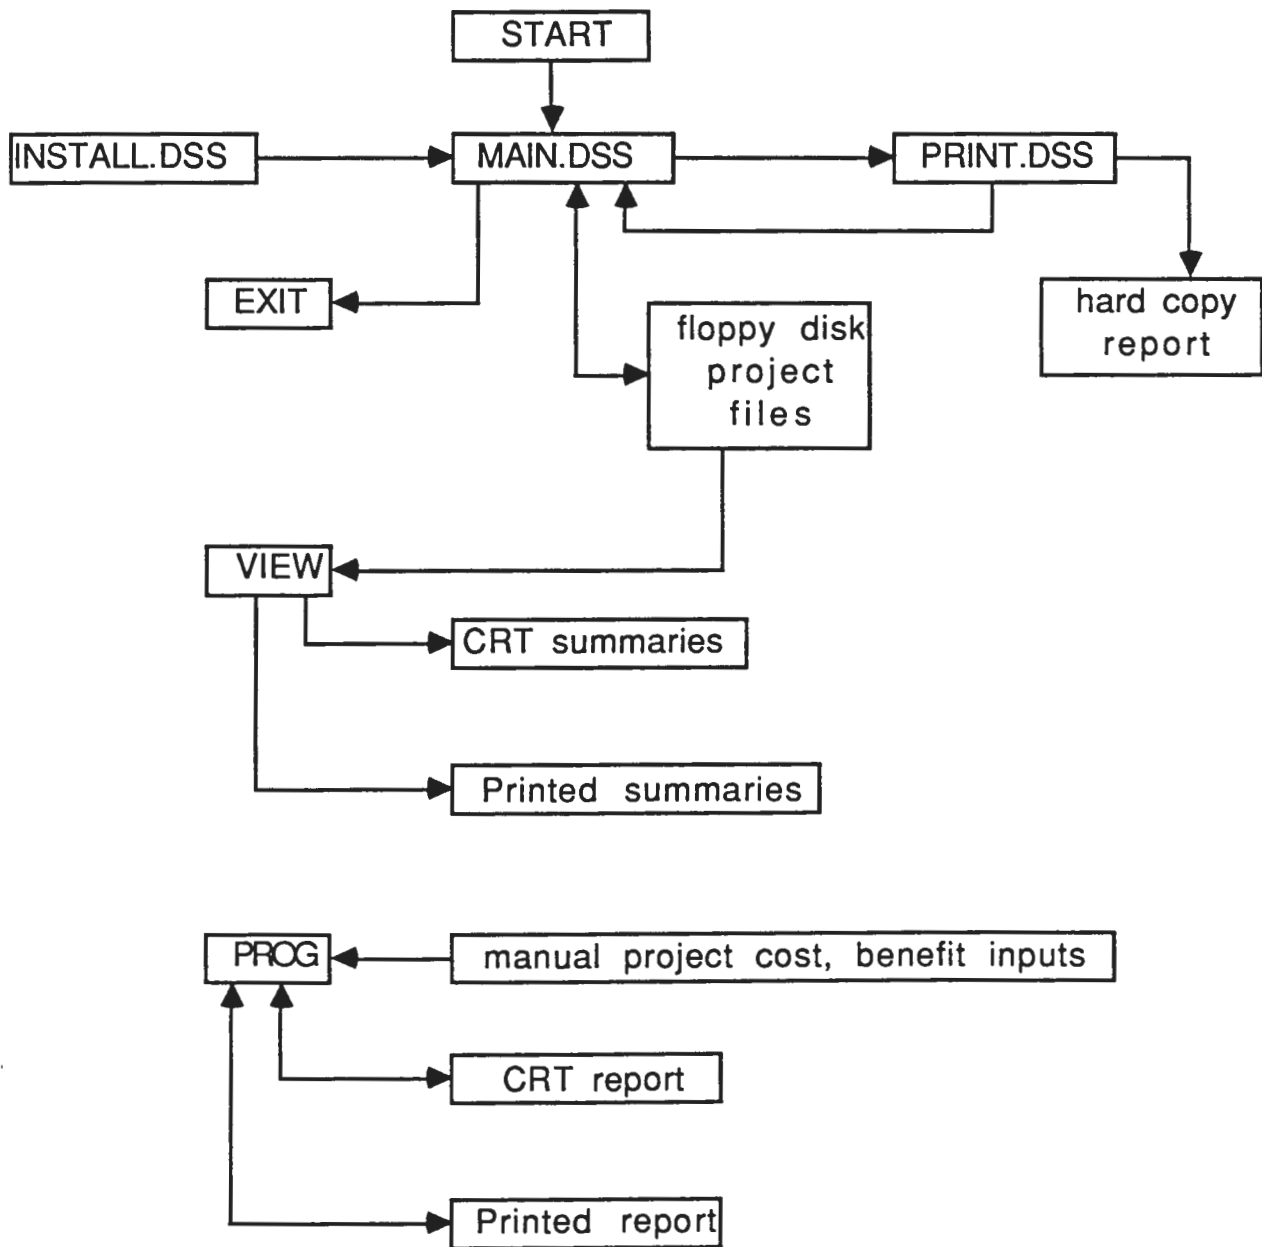 START
INSTALL.DSS
MAIN.DSS
PRINT.DSS
EXIT
floppy disk
project
files
hard copy
report
VIEW
CRT summaries
Printed summaries
PROG
manual project cost, benefit inputs
CRT report
Printed report